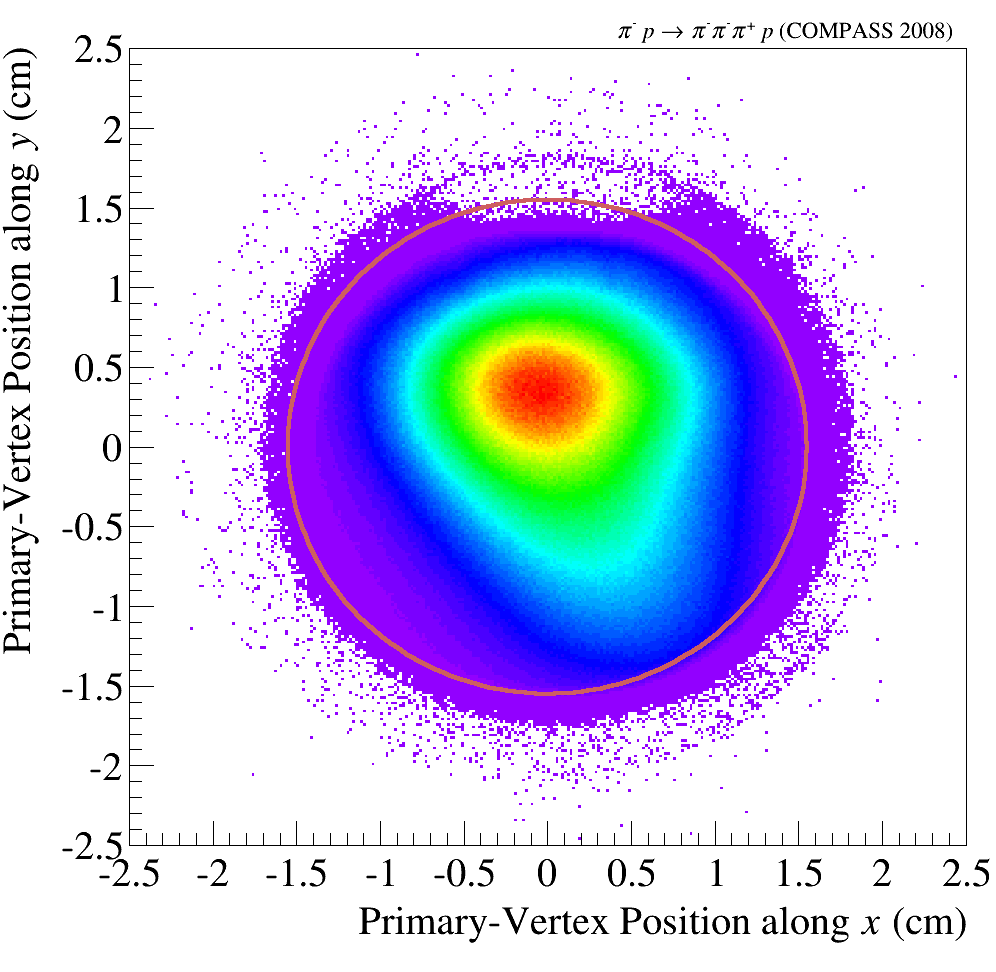 π⁻ p → π⁻π⁻π⁺ p (COMPASS 2008)
Primary-Vertex Position along y (cm)
2.5
2
1.5
1
0.5
0
-0.5
-1
-1.5
-2
-2.5
-2.5 -2 -1.5 -1 -0.5 0 0.5 1 1.5 2 2.5
Primary-Vertex Position along x (cm)